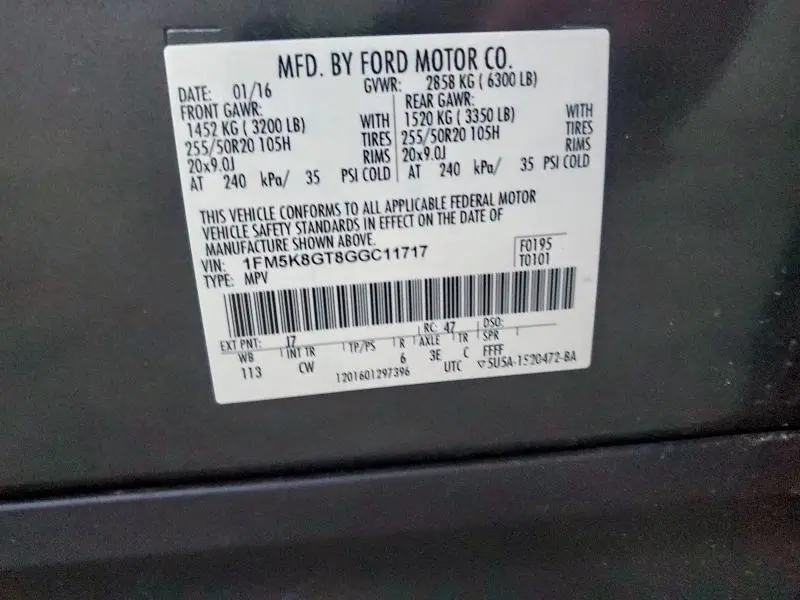 MFD. BY FORD MOTOR CO.
DATE: 01/16 GVWR: 2858 KG ( 6300 LB)
FRONT GAWR: REAR GAWR:
1452 KG ( 3200 LB) WITH 1520 KG ( 3350 LB) WITH
255/50R20 105H TIRES 255/50R20 105H TIRES
20x9.0J RIMS 20x9.0J RIMS
AT 240 kPa/ 35 PSI COLD AT 240 kPa/ 35 PSI COLD
THIS VEHICLE CONFORMS TO ALL APPLICABLE FEDERAL MOTOR
VEHICLE SAFETY STANDARDS IN EFFECT ON THE DATE OF
MANUFACTURE SHOWN ABOVE.
VIN: 1FM5K8GT8GGC11717 F0195
TYPE: MPV T0101
EXT PNT: 17 RC: 47 DSO:
WB INT TR TP/PS R AXLE TR SPR
113 CW 6 3E C FFFF
1201601297396 UTC ▽5U5A-1520472-BA